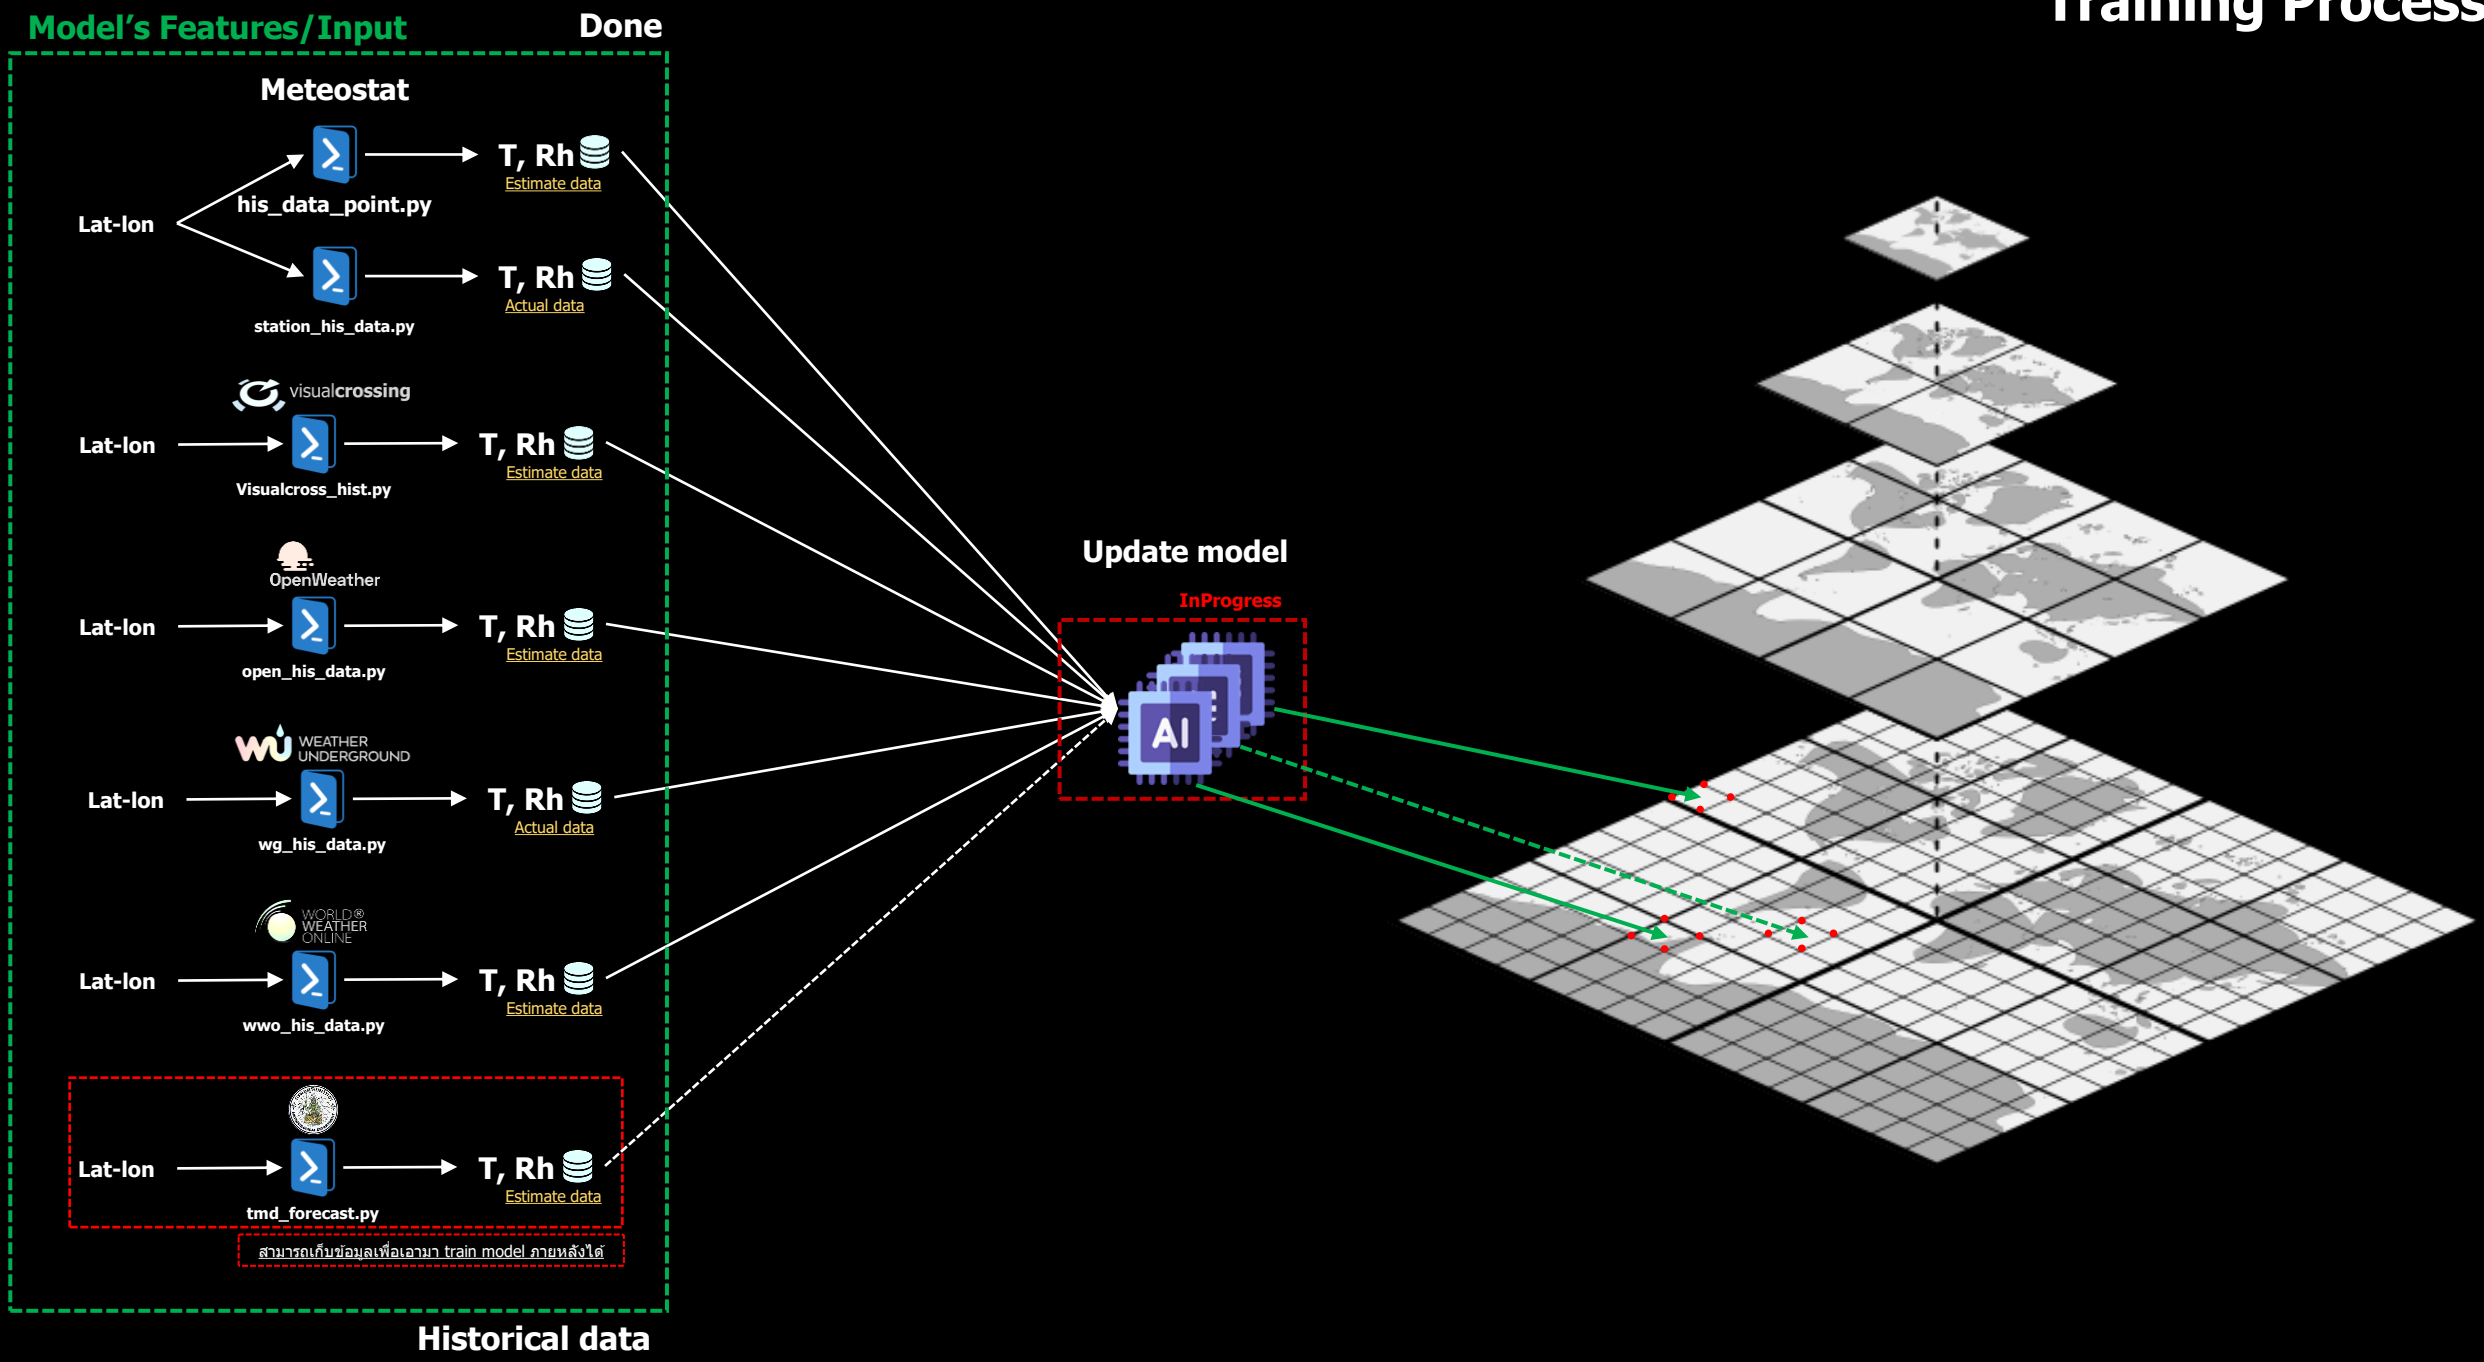 Model's Features/Input
Done
Training Process
Meteostat
Lat-lon
his_data_point.py
T, Rh
Estimate data
station_his_data.py
T, Rh
Actual data
visualcrossing
Lat-lon
Visualcross_hist.py
T, Rh
Estimate data
OpenWeather
Lat-lon
open_his_data.py
T, Rh
Estimate data
WU WEATHER
UNDERGROUND
Lat-lon
wg_his_data.py
T, Rh
Actual data
WORLD®
WEATHER
ONLINE
Lat-lon
wwo_his_data.py
T, Rh
Estimate data
Lat-lon
tmd_forecast.py
T, Rh
Estimate data
สามารถเก็บข้อมูลเพื่อเอามา train model ภายหลังได้
Historical data
Update model
InProgress
AI